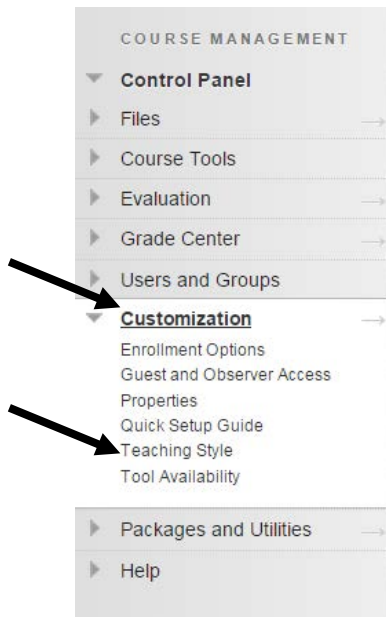 COURSE MANAGEMENT
Control Panel
Files
Course Tools
Evaluation
Grade Center
Users and Groups
Customization
Enrollment Options
Guest and Observer Access
Properties
Quick Setup Guide
Teaching Style
Tool Availability
Packages and Utilities
Help